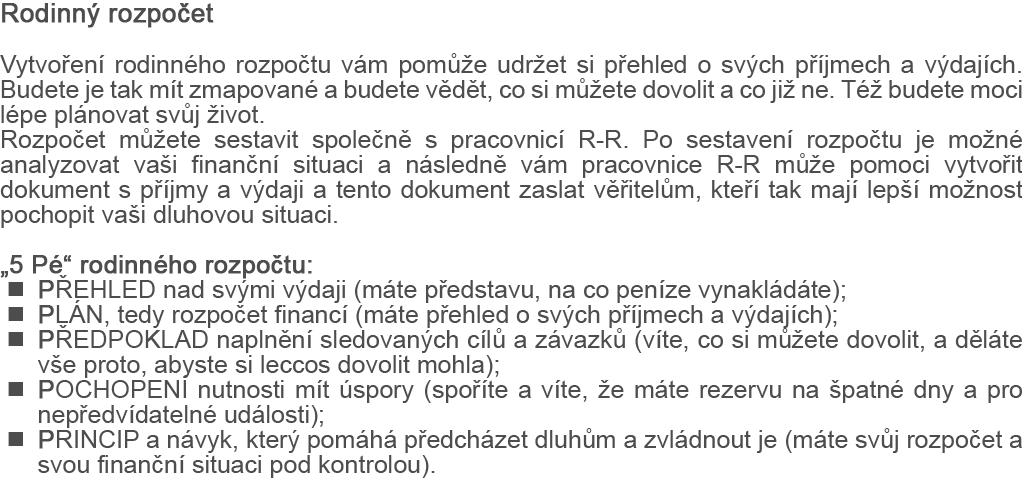 Rodinný rozpočet
Vytvoření rodinného rozpočtu vám pomůže udržet si přehled o svých příjmech a výdajích.
Budete je tak mít zmapované a budete vědět, co si můžete dovolit a co již ne. Též budete moci
lépe plánovat svůj život.
Rozpočet můžete sestavit společně s pracovnicí R-R. Po sestavení rozpočtu je možné
analyzovat vaši finanční situaci a následně vám pracovnice R-R může pomoci vytvořit
dokument s příjmy a výdaji a tento dokument zaslat věřitelům, kteří tak mají lepší možnost
pochopit vaši dluhovou situaci.
„5 Pé“ rodinného rozpočtu:
■ PŘEHLED nad svými výdaji (máte představu, na co peníze vynakládáte);
■ PLÁN, tedy rozpočet financí (máte přehled o svých příjmech a výdajích);
■ PŘEDPOKLAD naplnění sledovaných cílů a závazků (víte, co si můžete dovolit, a děláte
vše proto, abyste si leccos dovolit mohla);
■ POCHOPENÍ nutnosti mít úspory (spoříte a víte, že máte rezervu na špatné dny a pro
nepředvídatelné události);
■ PRINCIP a návyk, který pomáhá předcházet dluhům a zvládnout je (máte svůj rozpočet a
svou finanční situaci pod kontrolou).